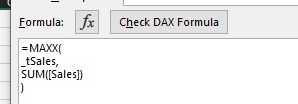 Formula: fx Check DAX Formula
=MAXX(
_tSales,
SUM([Sales])
)